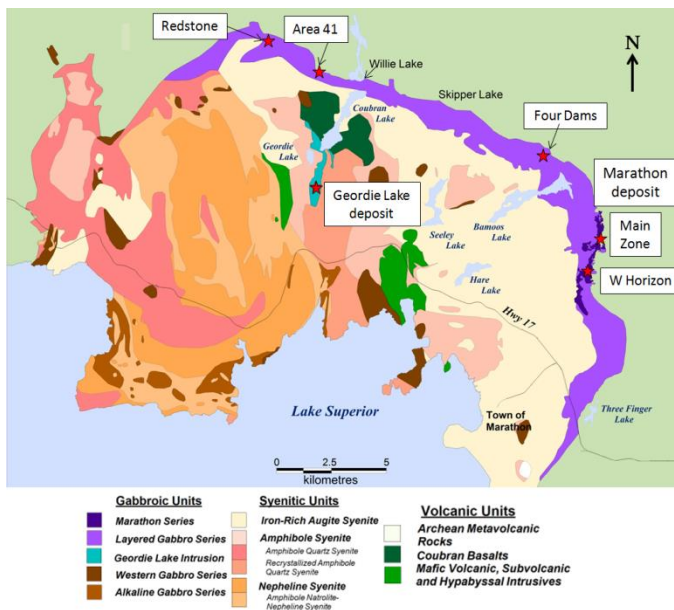 Redstone
Area 41
Willie Lake
N
Skipper Lake
Coubran
Lake
Four Dams
Geordie
Lake
Marathon
deposit
Geordie Lake
deposit
Main
Zone
Seeley
Lake
Bamoos
Lake
W Horizon
Hare
Lake
Hwy 17
Lake Superior
Town of
Marathon
Three Finger
Lake
0 2.5 5
kilometres
Gabbroic Units
Marathon Series
Layered Gabbro Series
Geordie Lake Intrusion
Western Gabbro Series
Alkaline Gabbro Series
Syenitic Units
Iron-Rich Augite Syenite
Amphibole Syenite
Amphibole Quartz Syenite
Recrystallized Amphibole
Quartz Syenite
Nepheline Syenite
Amphibole Natrolite-
Nepheline Syenite
Volcanic Units
Archean Metavolcanic
Rocks
Coubran Basalts
Mafic Volcanic, Subvolcanic
and Hypabyssal Intrusives